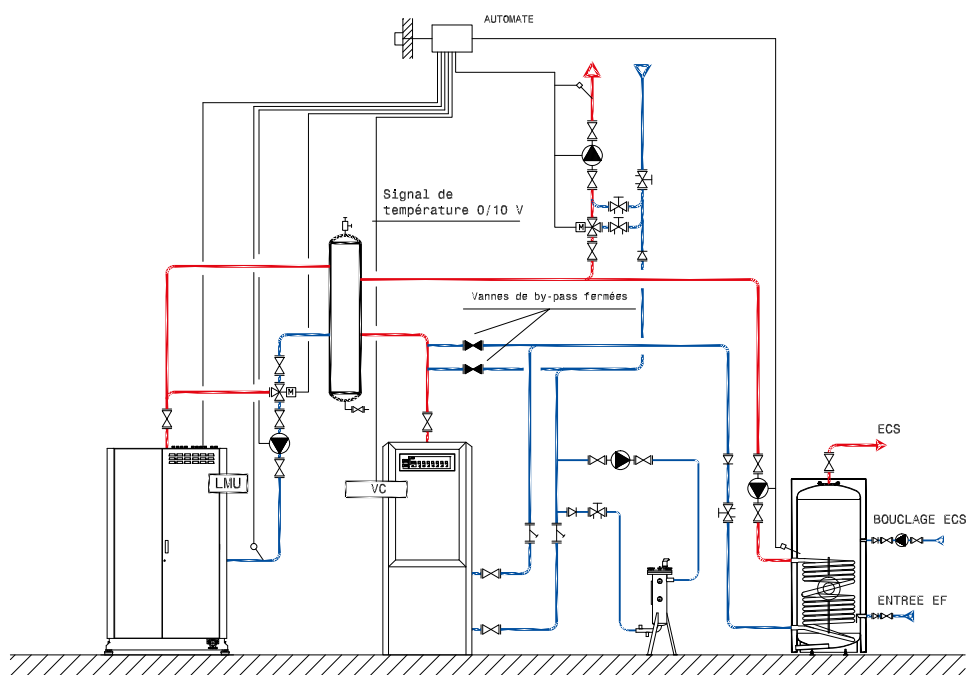 AUTOMATE
Signal de
température 0/10 V
M
Vannes de by-pass fermées
M
ECS
LMU
VC
BOUCLAGE ECS
ENTREE EF